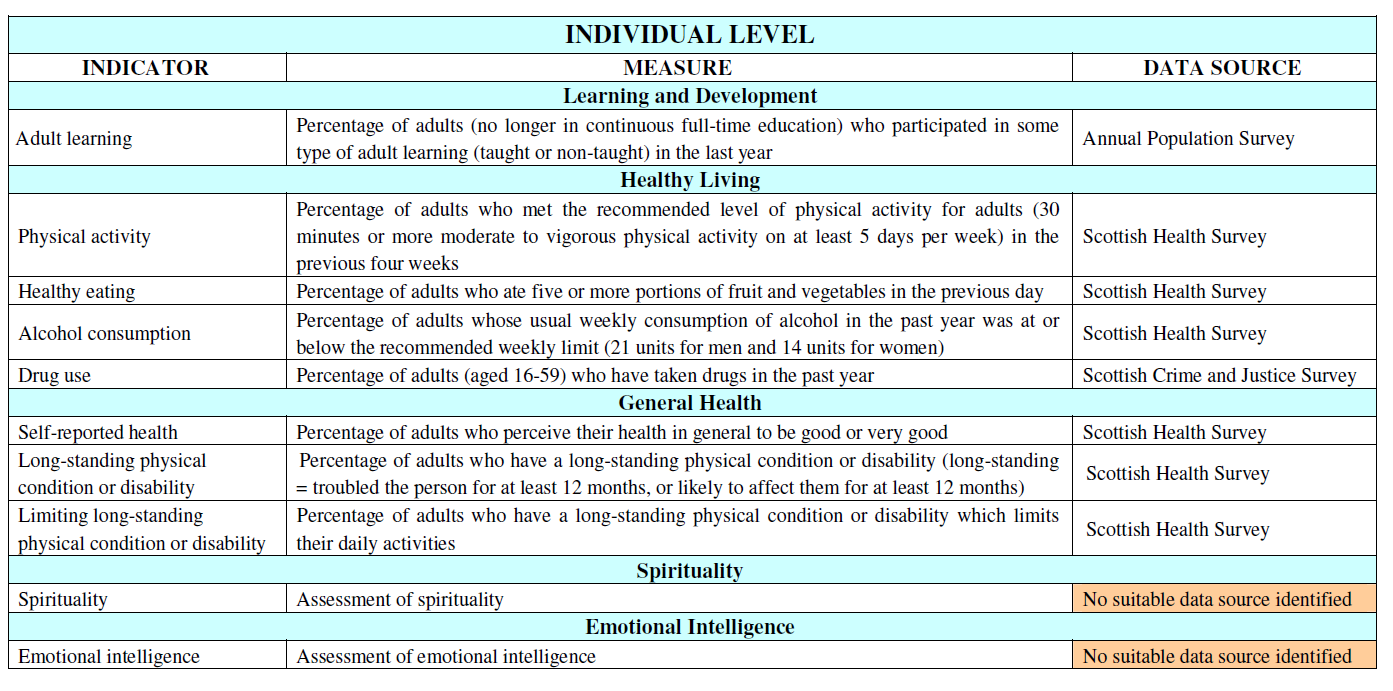 INDIVIDUAL LEVEL
INDICATOR MEASURE DATA SOURCE
Learning and Development
Adult learning
Percentage of adults (no longer in continuous full-time education) who participated in some
type of adult learning (taught or non-taught) in the last year
Annual Population Survey
Healthy Living
Physical activity
Percentage of adults who met the recommended level of physical activity for adults (30
minutes or more moderate to vigorous physical activity on at least 5 days per week) in the
previous four weeks
Scottish Health Survey
Healthy eating
Percentage of adults who ate five or more portions of fruit and vegetables in the previous day
Scottish Health Survey
Alcohol consumption
Percentage of adults whose usual weekly consumption of alcohol in the past year was at or
below the recommended weekly limit (21 units for men and 14 units for women)
Scottish Health Survey
Drug use
Percentage of adults (aged 16-59) who have taken drugs in the past year
Scottish Crime and Justice Survey
General Health
Self-reported health
Percentage of adults who perceive their health in general to be good or very good
Scottish Health Survey
Long-standing physical
condition or disability
Percentage of adults who have a long-standing physical condition or disability (long-standing
= troubled the person for at least 12 months, or likely to affect them for at least 12 months)
Scottish Health Survey
Limiting long-standing
physical condition or disability
Percentage of adults who have a long-standing physical condition or disability which limits
their daily activities
Scottish Health Survey
Spirituality
Spirituality
Assessment of spirituality
No suitable data source identified
Emotional Intelligence
Emotional intelligence
Assessment of emotional intelligence
No suitable data source identified